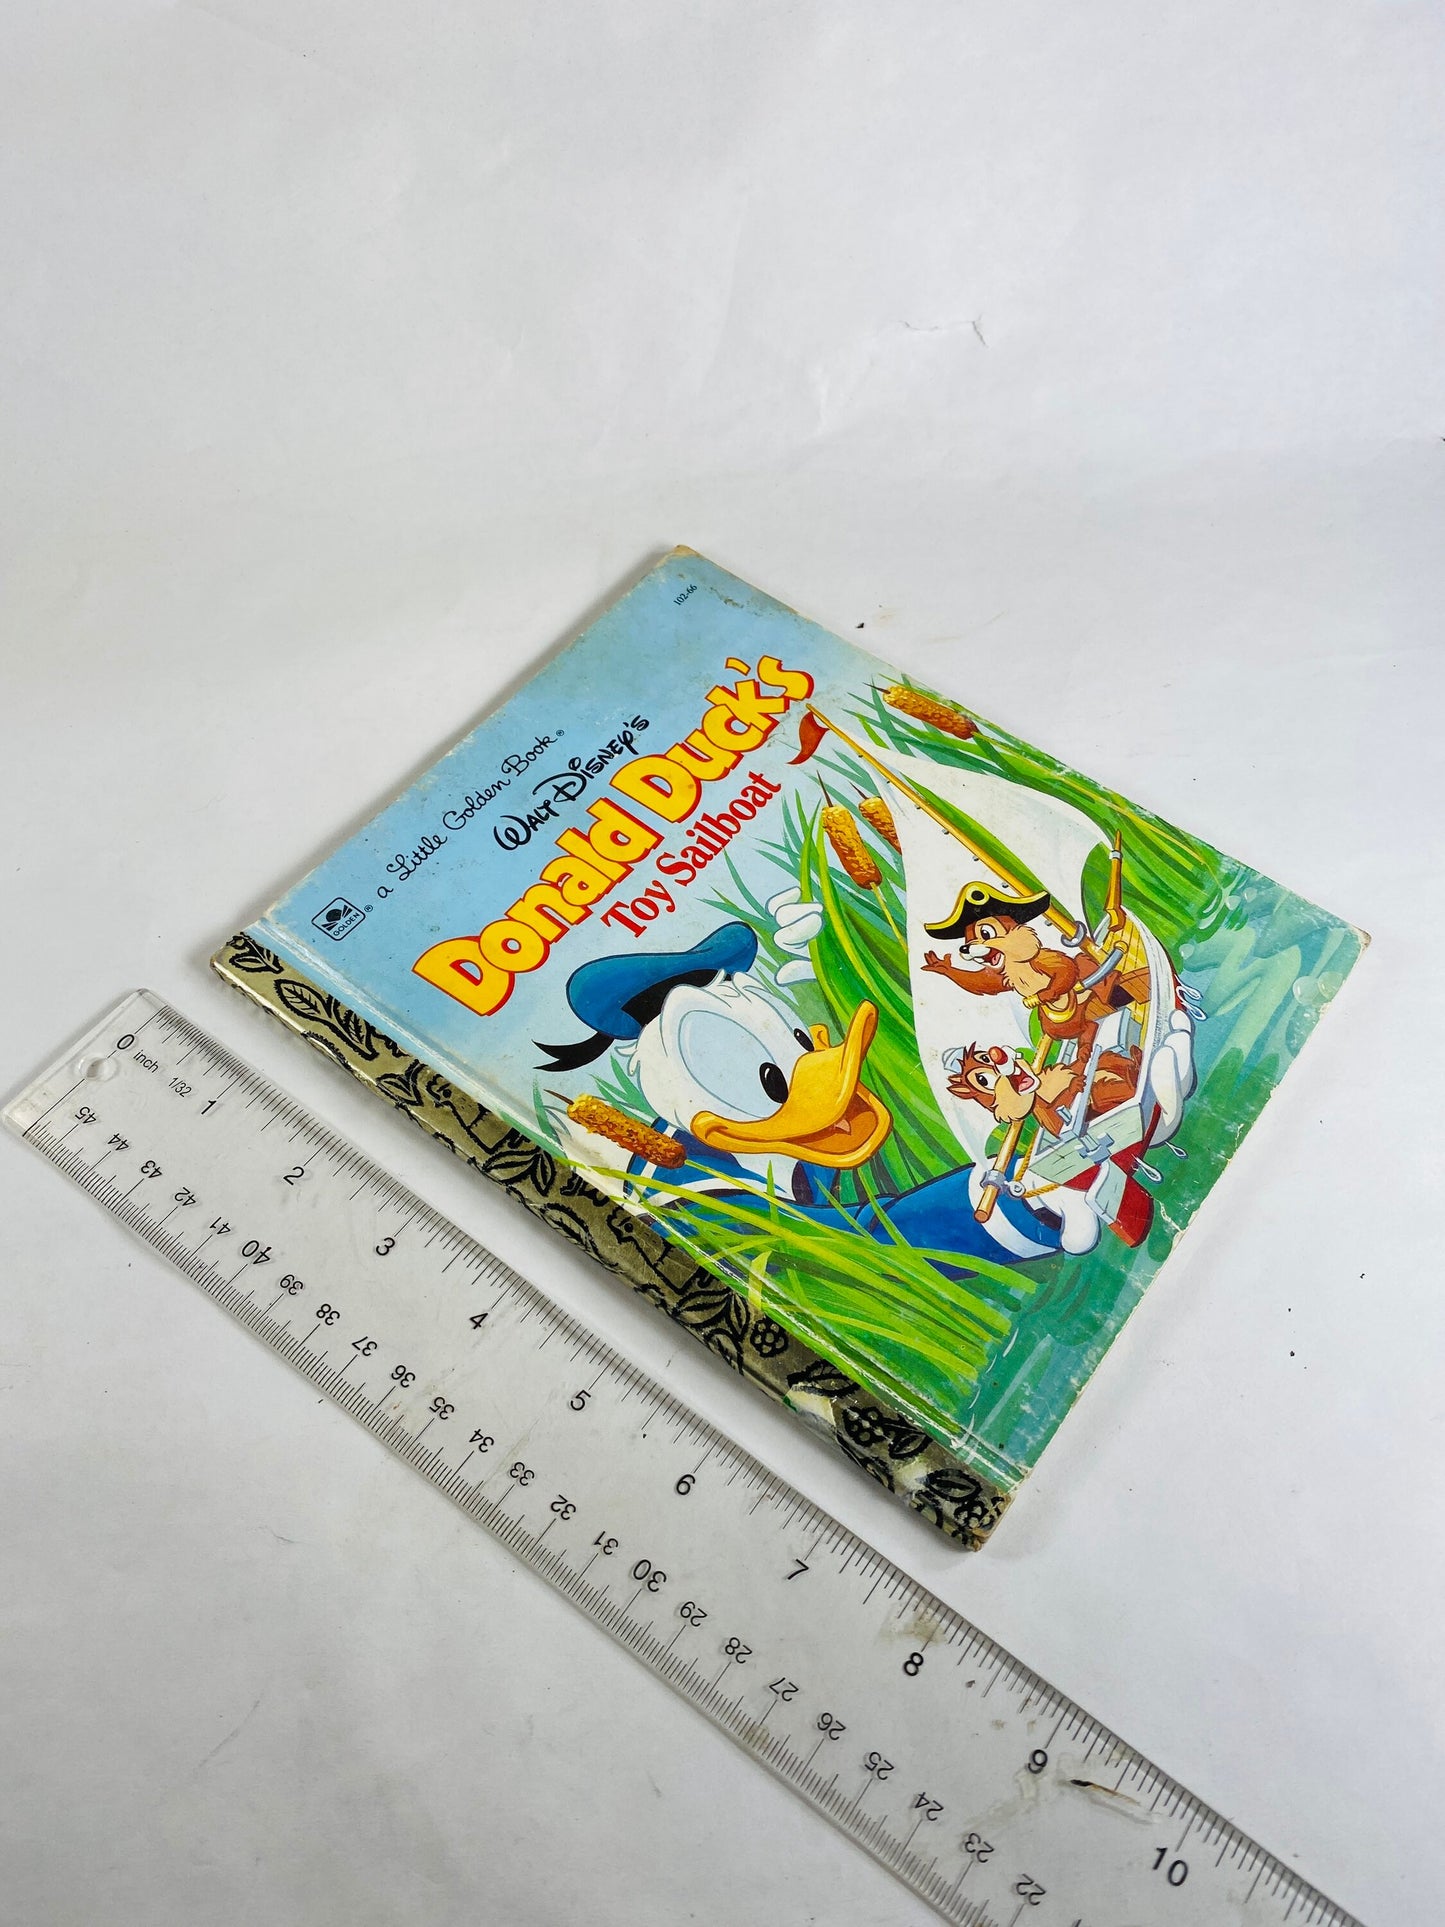 102-66
a Little Golden Book®
GOLDEN ®
WALT DISNEY'S
Donald Duck's
Toy Sailboat
0 inch 1/32 1 2 3 4 5 6 7 8 9 10
45 44 43 42 41 40 39 38 37 36 35 34 33 32 31 30 29 28 27 26 25 24 23 22